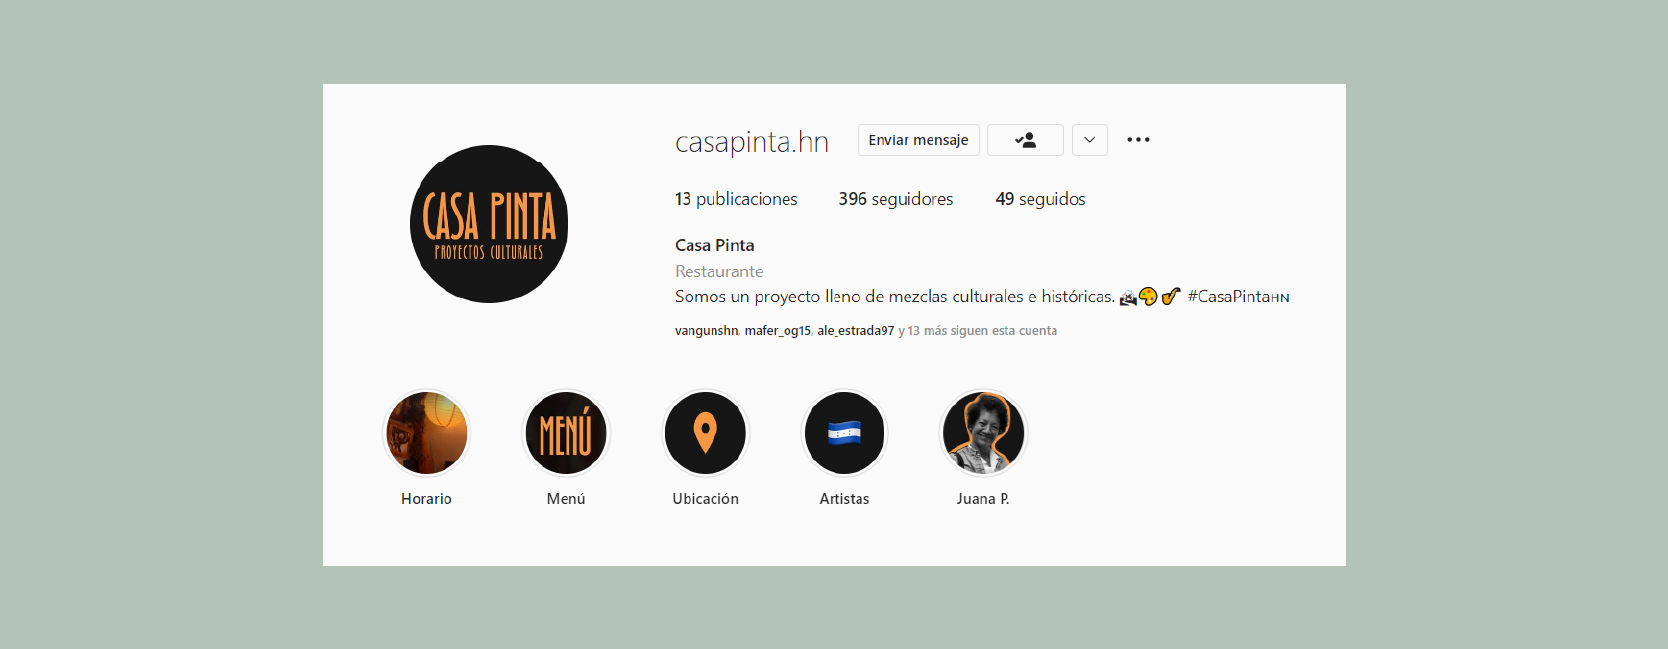 CASA PINTA
PROYECTOS CULTURALES
casapinta.hn Enviar mensaje
13 publicaciones 396 seguidores 49 seguidos
Casa Pinta
Restaurante
Somos un proyecto lleno de mezclas culturales e históricas. #CasaPintaHN
vangunshn, mafer_og15, ale_estrada97 y 13 más siguen esta cuenta
MENÚ
Horario Menú Ubicación Artistas Juana P.